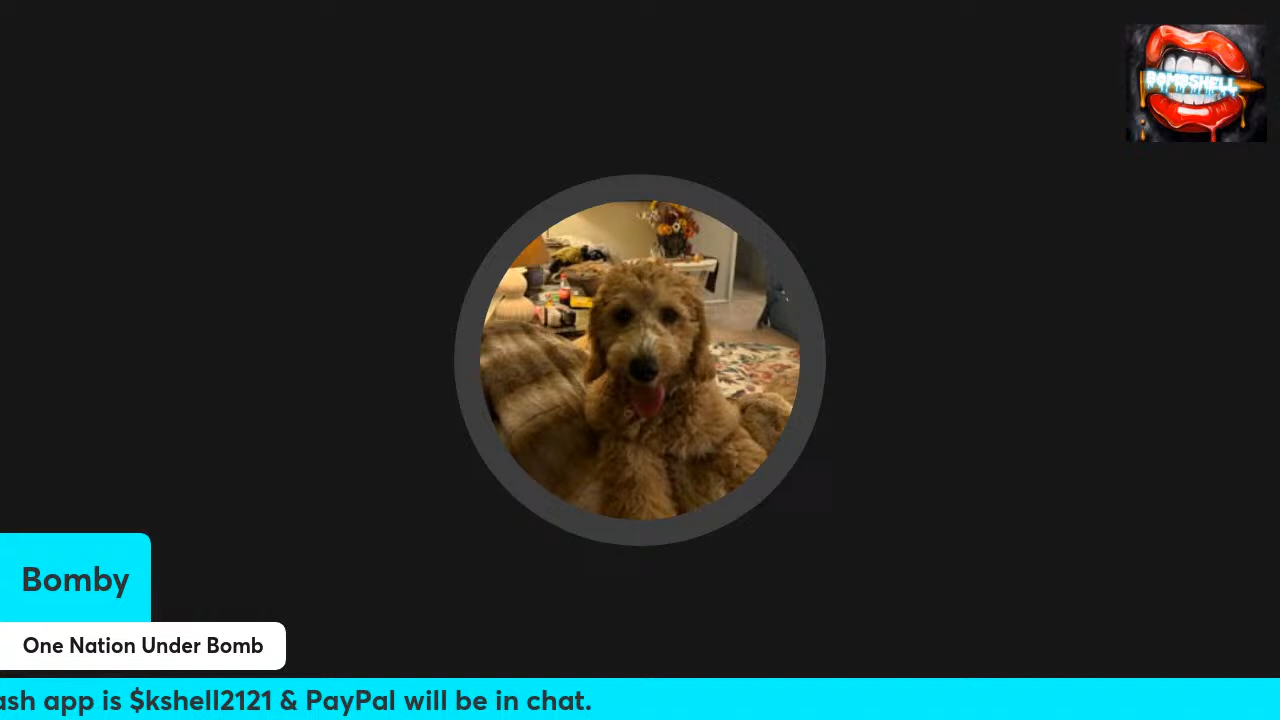 BOMBSHELL
Bomby
One Nation Under Bomb
ash app is $kshell2121 & PayPal will be in chat.